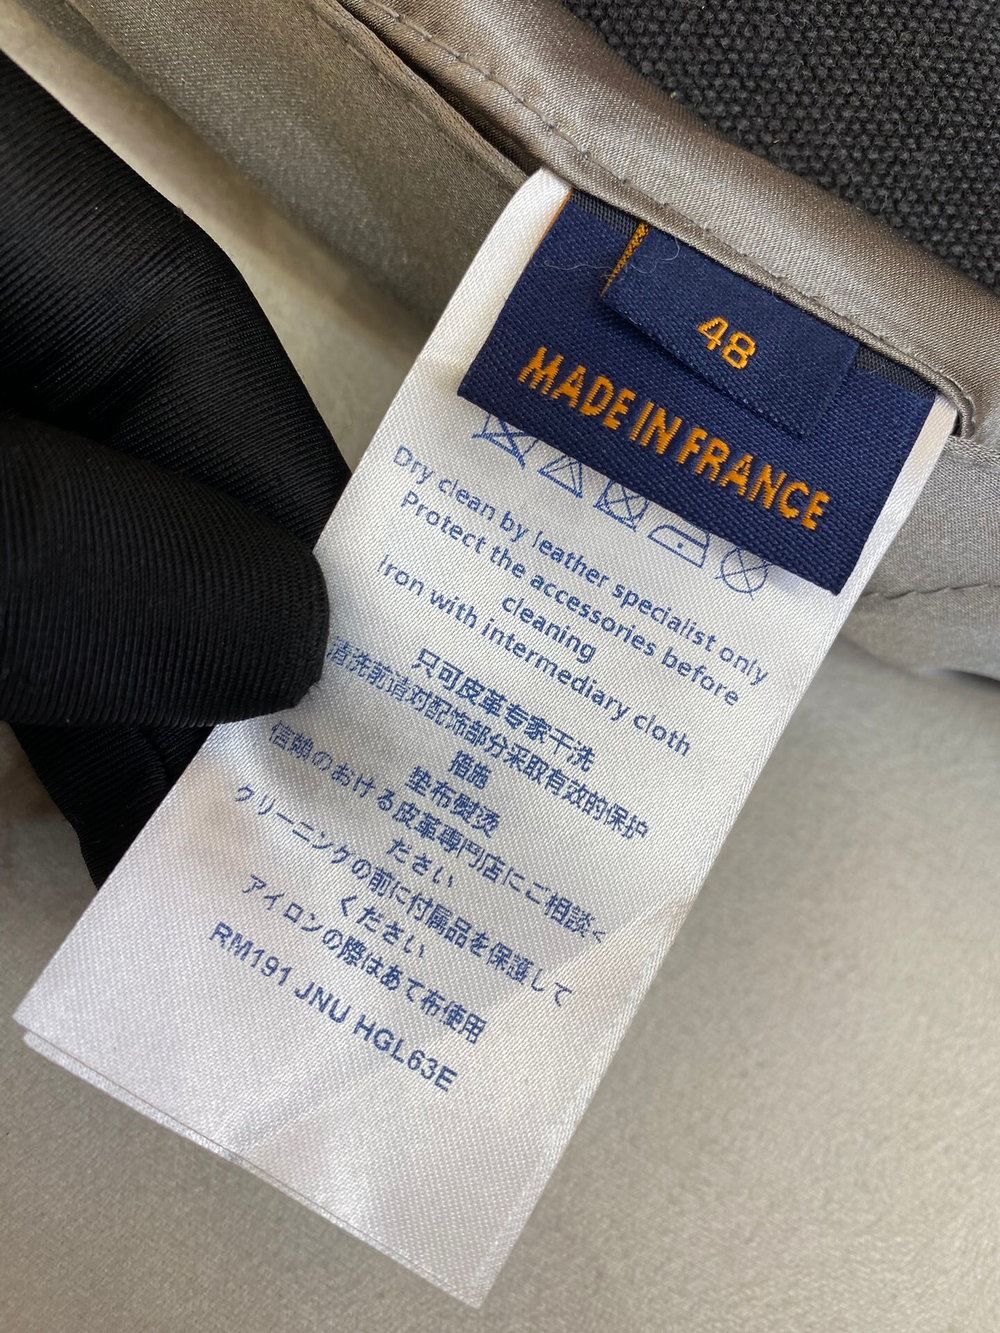 48
MADE IN FRANCE
Dry clean by leather specialist only
Protect the accessories before
cleaning
Iron with intermediary cloth
只可皮革专家干洗
清洗前请对配饰部分采取有效的保护
措施
垫布熨烫
信頼のおける皮革専門店にご相談く
ださい
クリーニングの前に付属品を保護して
ください
アイロンの際はあて布使用
RM191 JNU HGL63E